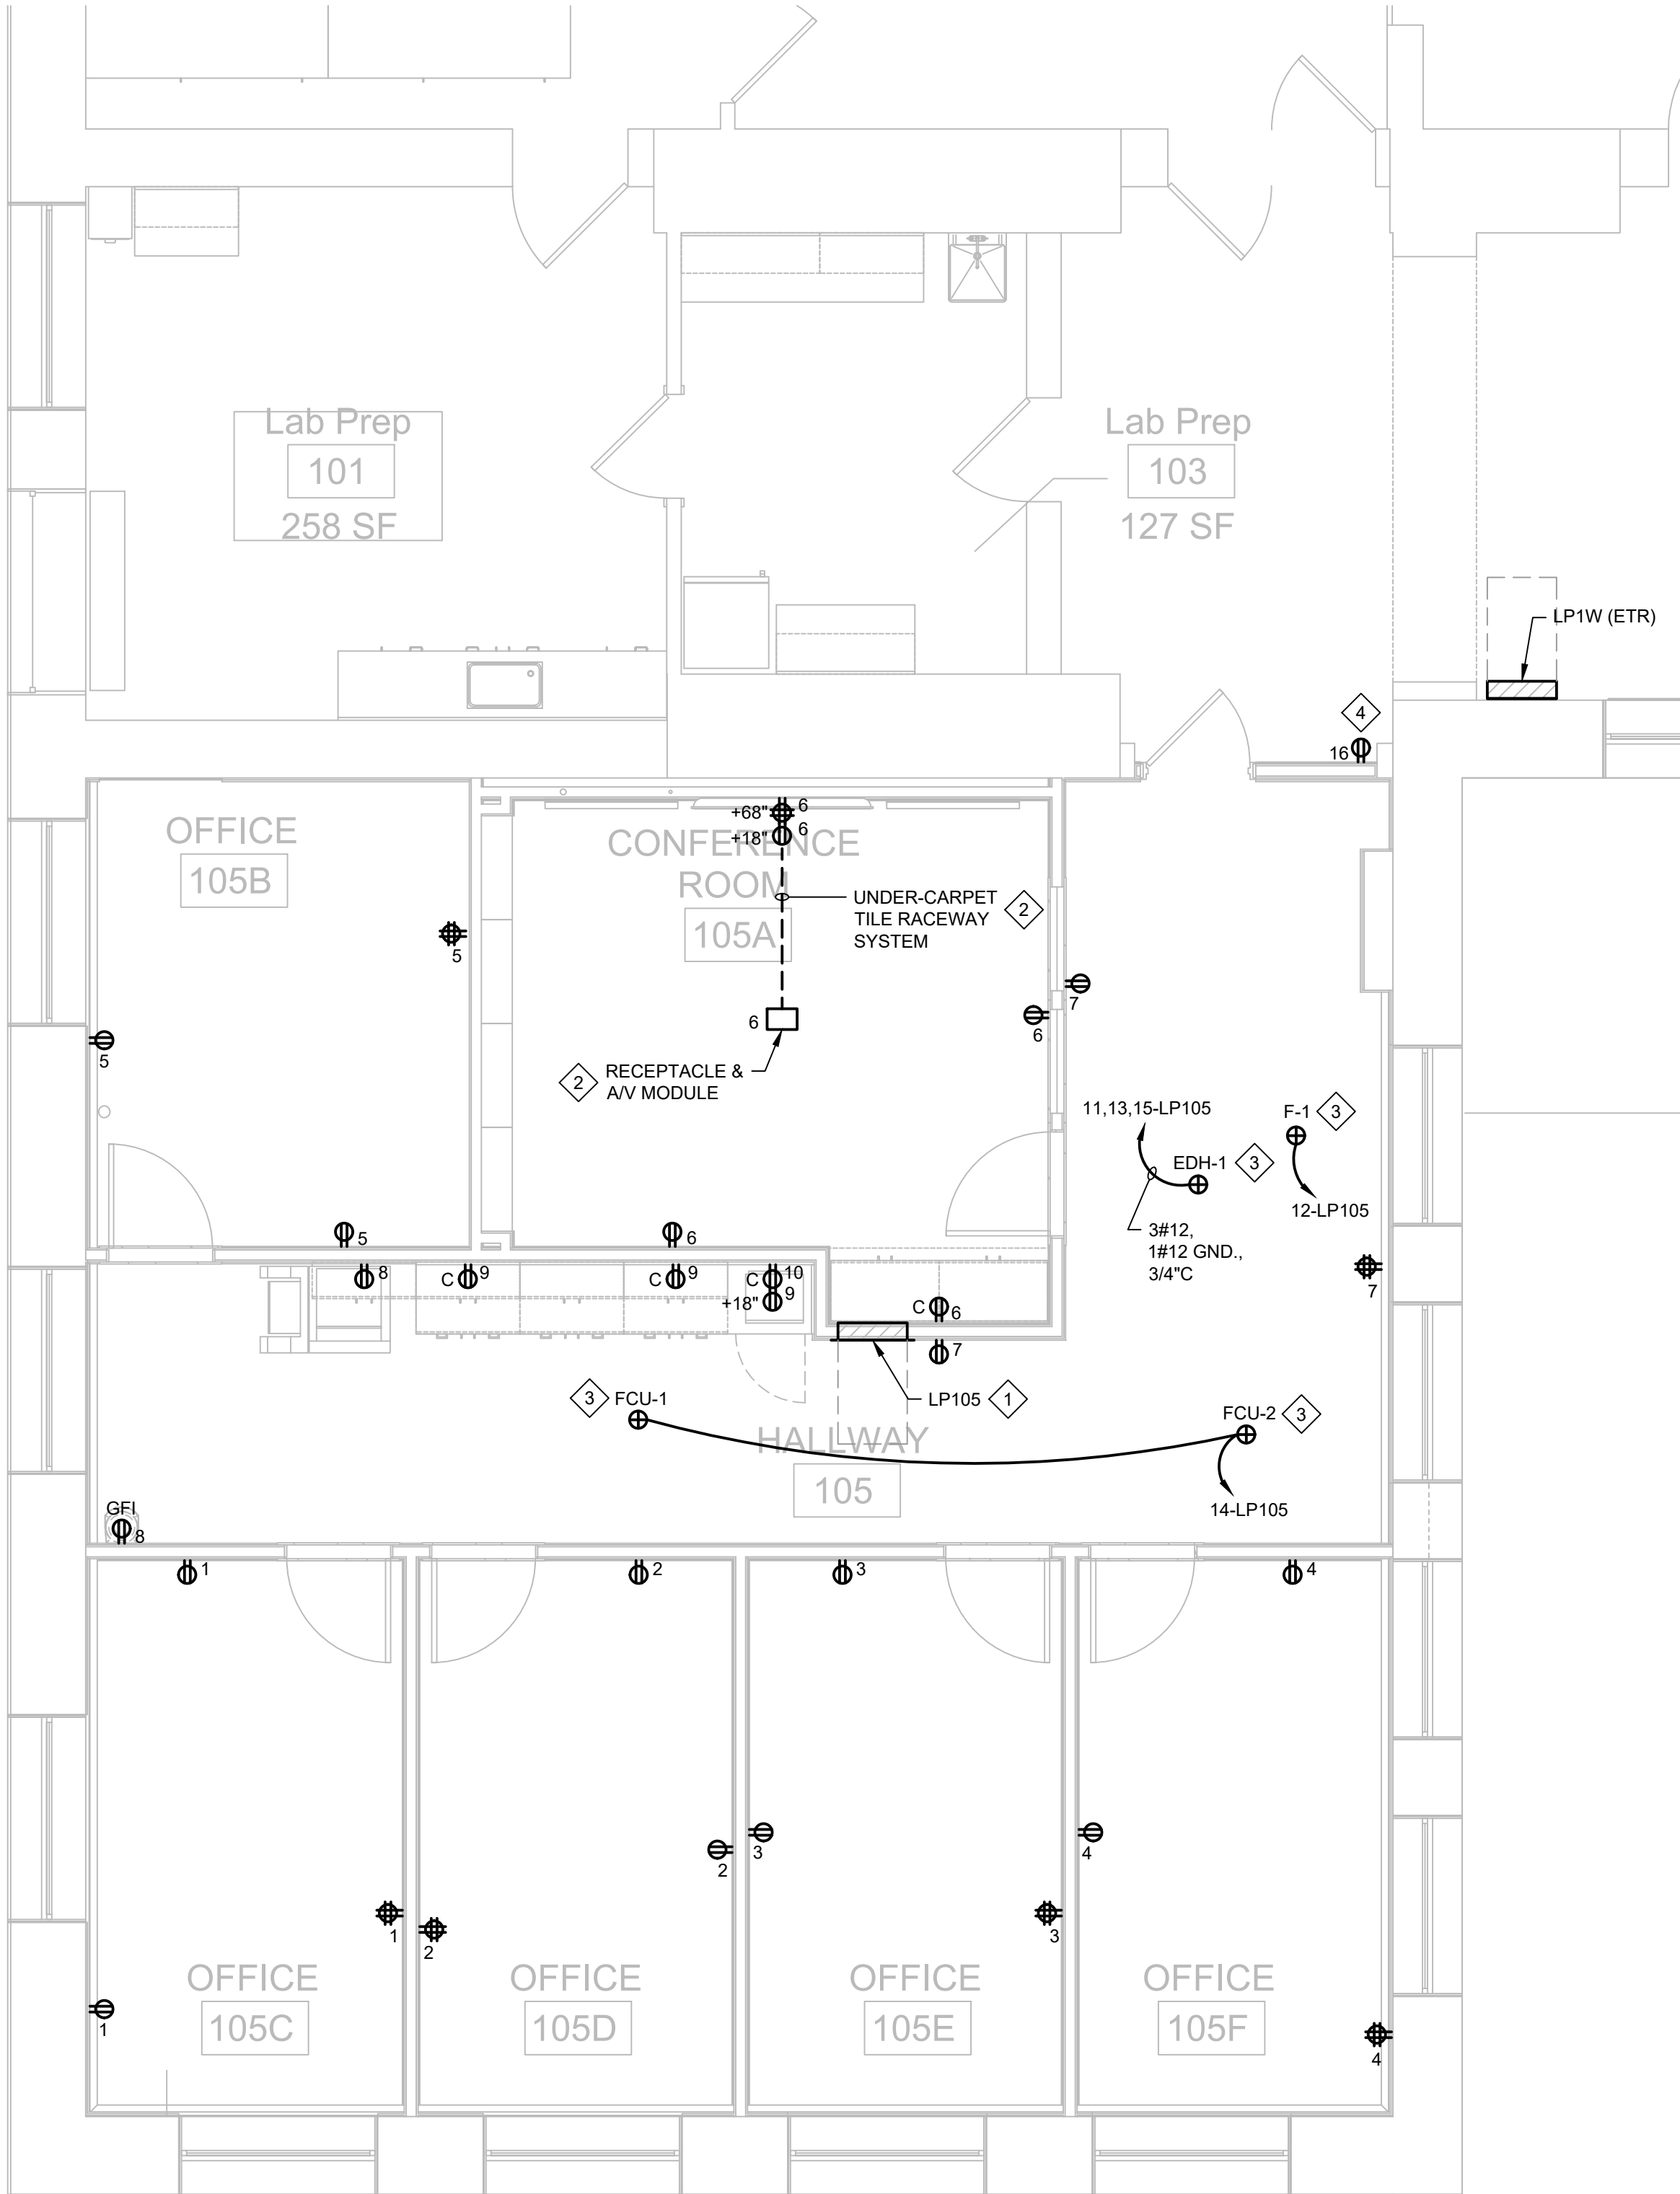 Lab Prep
101
258 SF
Lab Prep
103
127 SF
LP1W (ETR)
4
16
OFFICE
105B
+68" 6
+18" 6
CONFERENCE
ROOM
105A
UNDER-CARPET
TILE RACEWAY
SYSTEM
2
5
5
7
6
6
2
RECEPTACLE &
A/V MODULE
11,13,15-LP105
F-1 3
EDH-1 3
12-LP105
3#12,
1#12 GND.,
3/4"C
5
6
8
C 9
C 9
C 10
+18" 9
7
C 6
7
3 FCU-1
LP105 1
FCU-2 3
HALLWAY
105
14-LP105
GFI
8
1
2
3
4
2
3
4
1
2
3
1
4
OFFICE
105C
OFFICE
105D
OFFICE
105E
OFFICE
105F